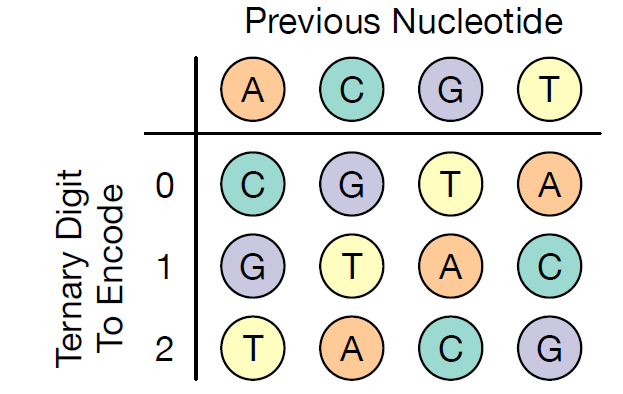 Previous Nucleotide
A C G T
Ternary Digit
To Encode
0 C G T A
1 G T A C
2 T A C G